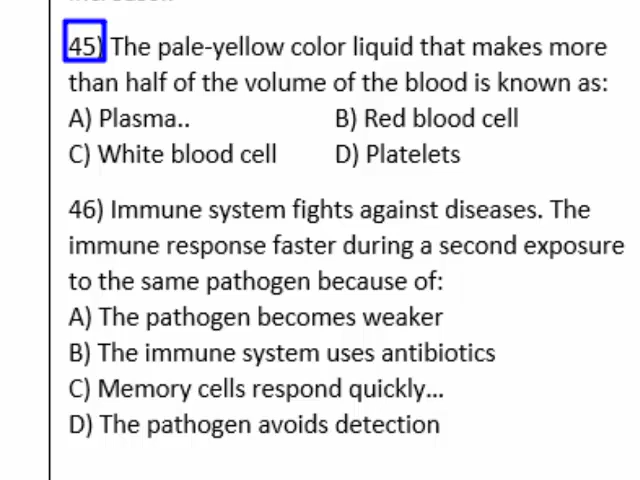 45) The pale-yellow color liquid that makes more
than half of the volume of the blood is known as:
A) Plasma.. B) Red blood cell
C) White blood cell D) Platelets
46) Immune system fights against diseases. The
immune response faster during a second exposure
to the same pathogen because of:
A) The pathogen becomes weaker
B) The immune system uses antibiotics
C) Memory cells respond quickly...
D) The pathogen avoids detection